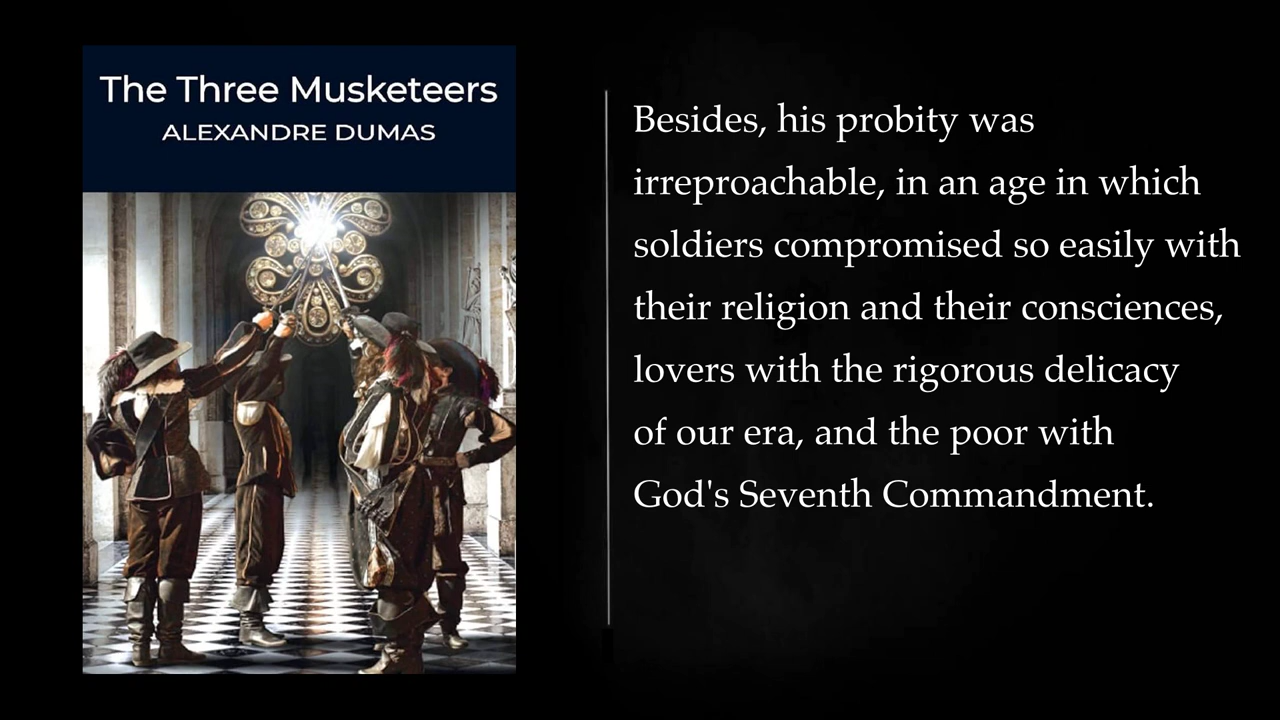 The Three Musketeers
ALEXANDRE DUMAS
Besides, his probity was
irreproachable, in an age in which
soldiers compromised so easily with
their religion and their consciences,
lovers with the rigorous delicacy
of our era, and the poor with
God's Seventh Commandment.